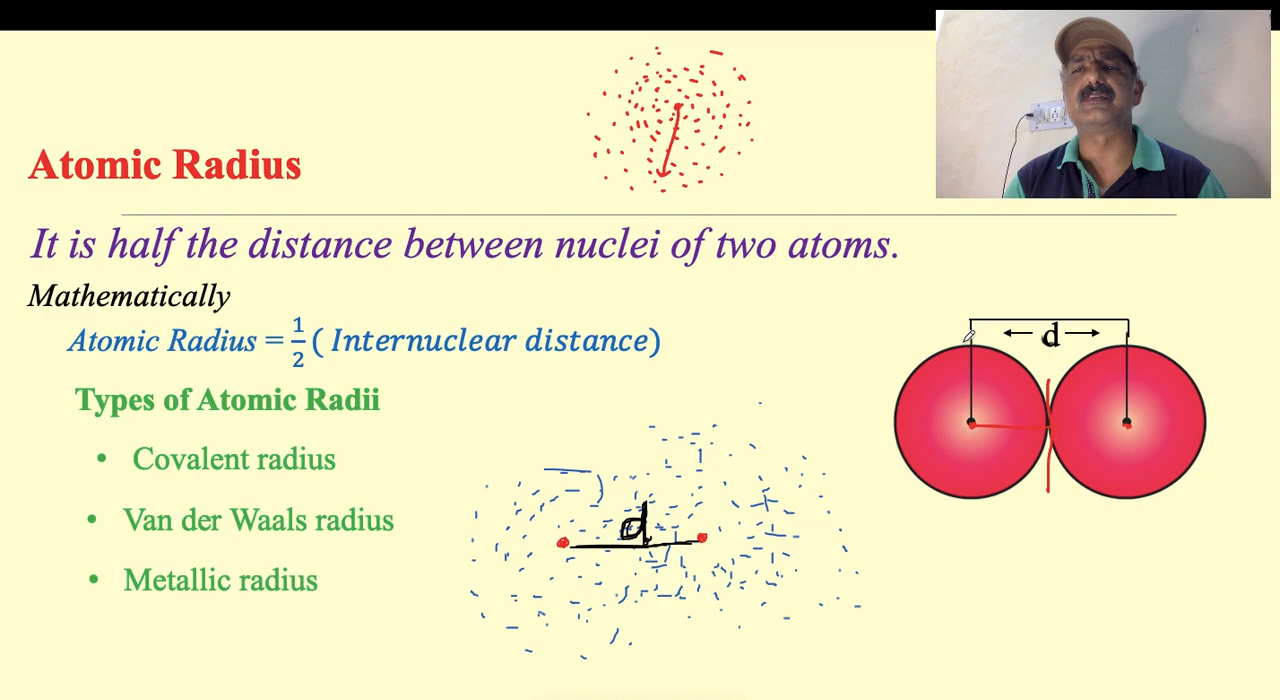 Atomic Radius
It is half the distance between nuclei of two atoms.
Mathematically
Atomic Radius = 1/2 ( Internuclear distance)
Types of Atomic Radii
• Covalent radius
• Van der Waals radius
• Metallic radius
d
d